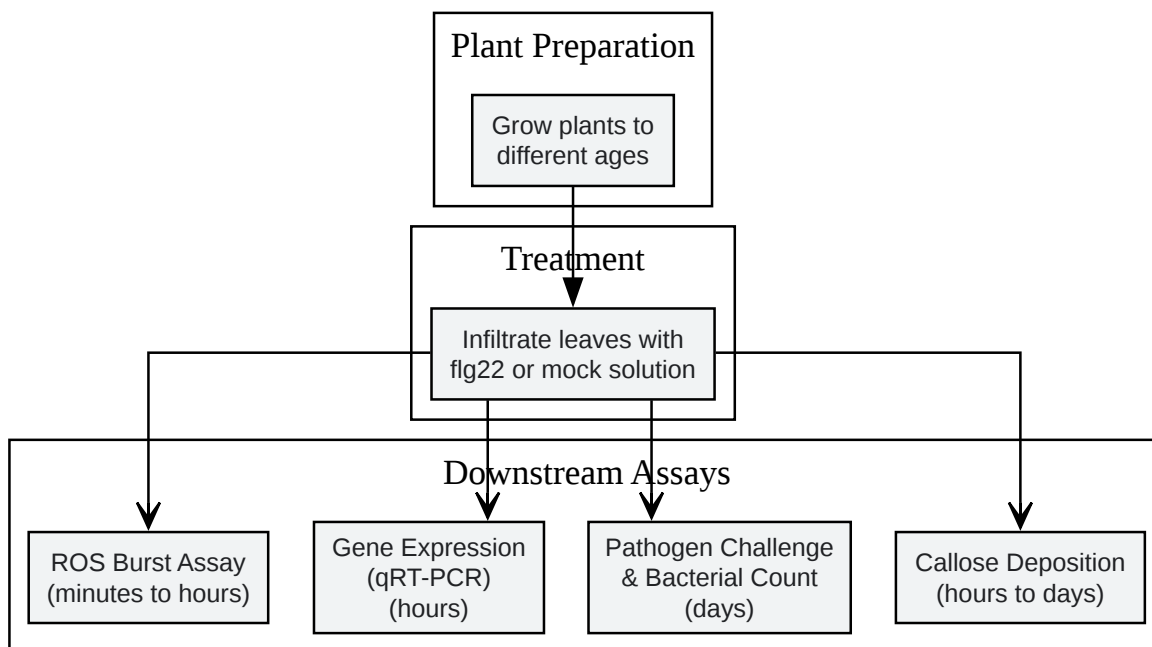 Plant Preparation
Grow plants to
different ages
Treatment
Infiltrate leaves with
flg22 or mock solution
Downstream Assays
ROS Burst Assay
(minutes to hours)
Gene Expression
(qRT-PCR)
(hours)
Pathogen Challenge
& Bacterial Count
(days)
Callose Deposition
(hours to days)